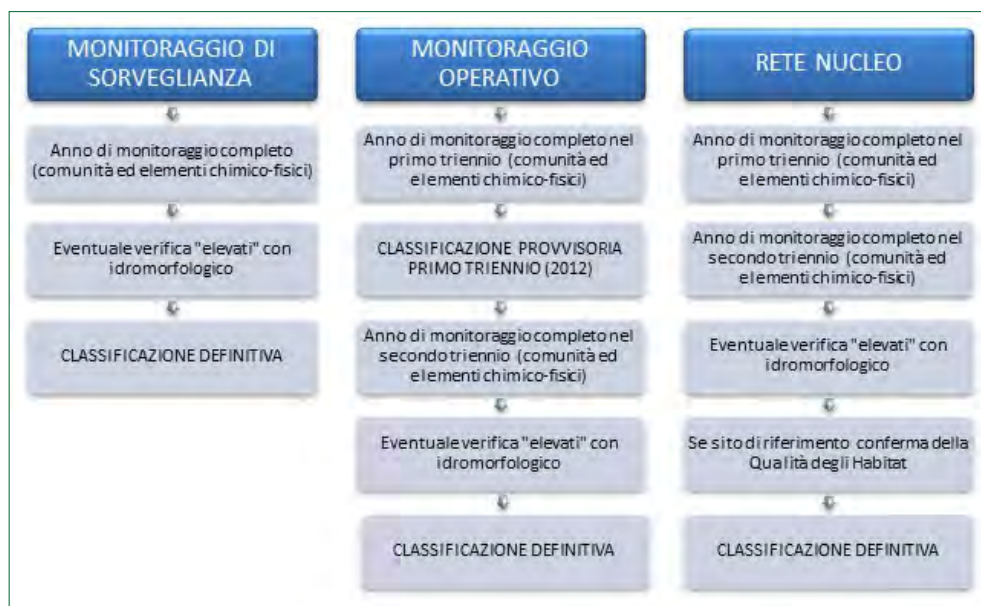 MONITORAGGIO DI
SORVEGLIANZA
Anno di monitoraggio completo
(comunità ed elementi chimico-fisici)
Eventuale verifica "elevati" con
idromorfologico
CLASSIFICAZIONE DEFINITIVA
MONITORAGGIO
OPERATIVO
Anno di monitoraggio completo nel
primo triennio (comunità ed
elementi chimico-fisici)
CLASSIFICAZIONE PROVVISORIA
PRIMO TRIENNIO (2012)
Anno di monitoraggio completo nel
secondo triennio (comunità ed
elementi chimico-fisici)
Eventuale verifica "elevati" con
idromorfologico
CLASSIFICAZIONE DEFINITIVA
RETE NUCLEO
Anno di monitoraggio completo nel
primo triennio (comunità ed
elementi chimico-fisici)
Anno di monitoraggio completo nel
secondo triennio (comunità ed
elementi chimico-fisici)
Eventuale verifica "elevati" con
idromorfologico
Se sito di riferimento conferma della
Qualità degli Habitat
CLASSIFICAZIONE DEFINITIVA